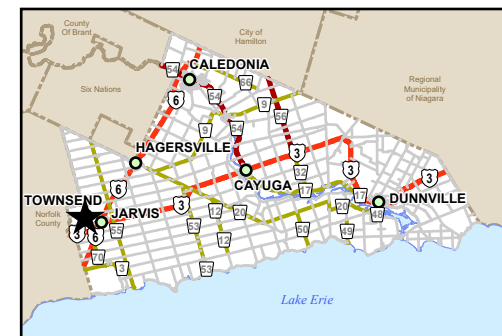 County
Of Brant
City of
Hamilton
Six Nations
Regional
Municipality
of Niagara
CALEDONIA
54
66
6
54
9
56
9
54
HAGERSVILLE
3
3
32
CAYUGA
17
17
3
6
TOWNSEND
3
DUNNVILLE
Norfolk
County
JARVIS
20
20
48
3
6
55
53
12
12
50
49
70
3
53
Lake Erie